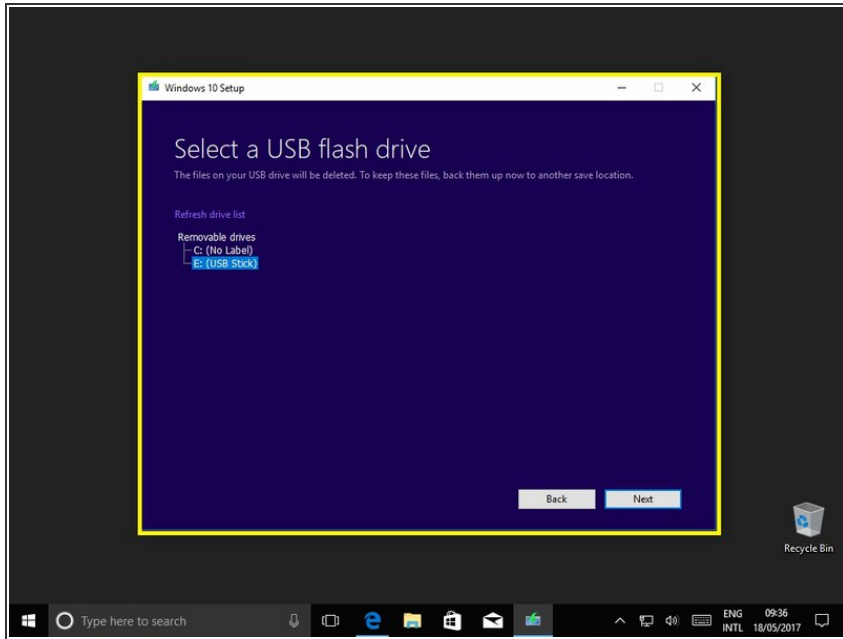 Windows 10 Setup
Select a USB flash drive
The files on your USB drive will be deleted. To keep these files, back them up now to another save location.
Refresh drive list
Removable drives
C: (No Label)
E: (USB Stick)
Back Next
Recycle Bin
Type here to search
ENG 09:36
INTL 18/05/2017